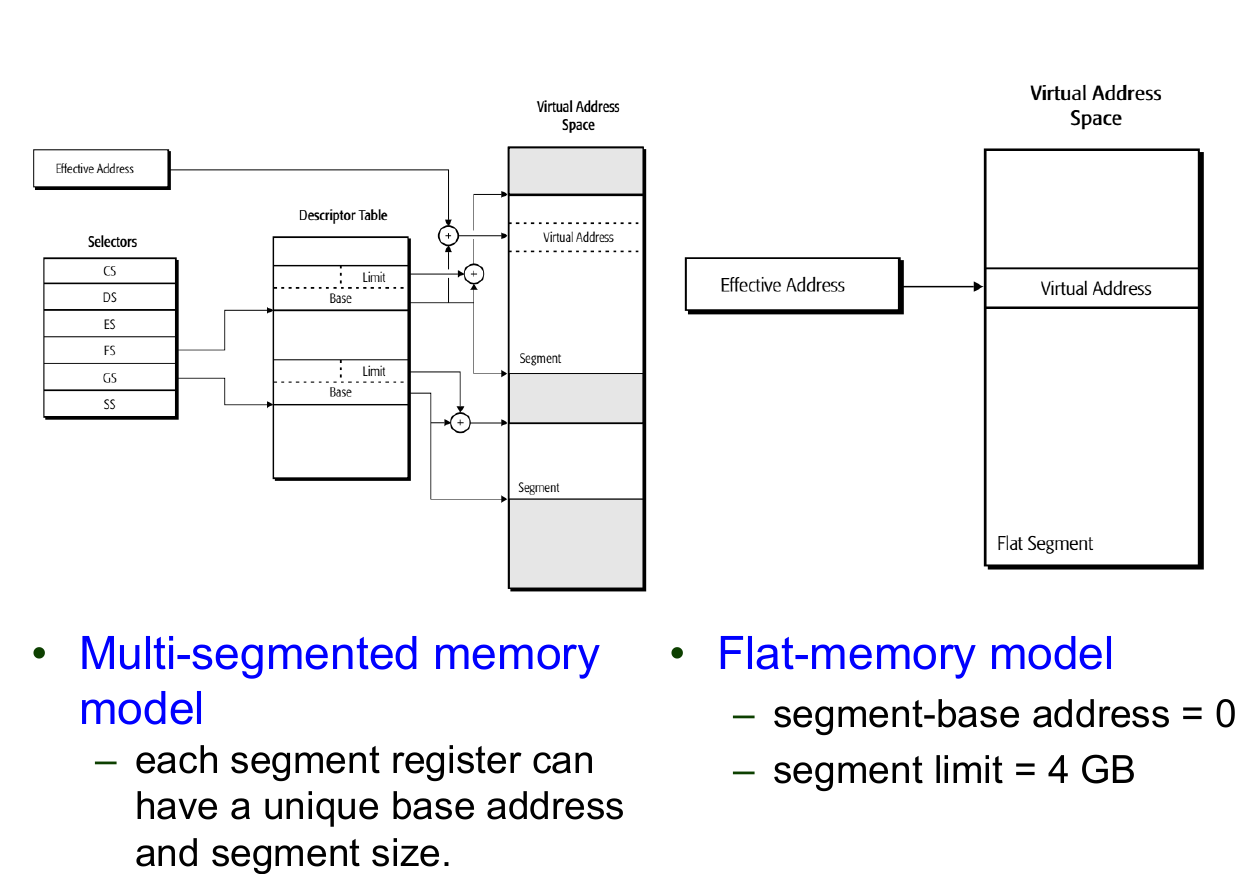 Virtual Address
Space
Effective Address
Descriptor Table
Selectors
CS
DS
ES
FS
GS
SS
Limit
Base
Limit
Base
Virtual Address
Segment
Segment
Virtual Address
Space
Effective Address
Virtual Address
Flat Segment
• Multi-segmented memory
model
– each segment register can
have a unique base address
and segment size.
• Flat-memory model
– segment-base address = 0
– segment limit = 4 GB